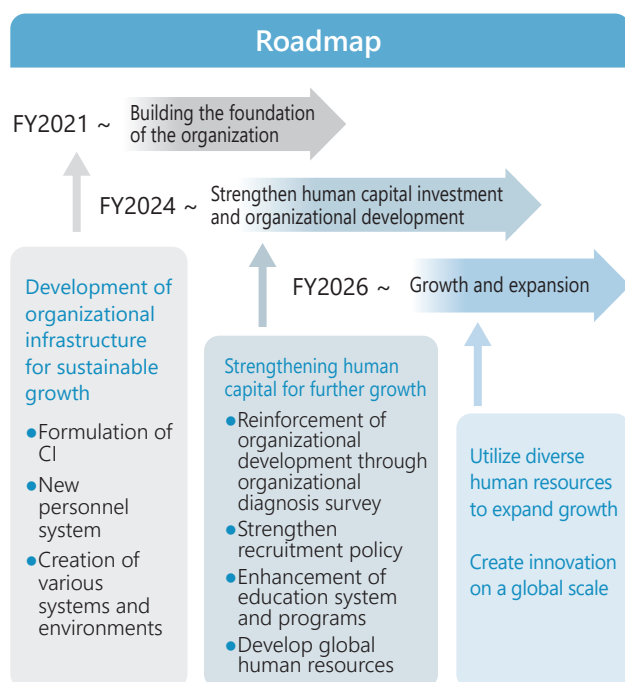 Roadmap
FY2021 ~
Building the foundation
of the organization
FY2024 ~
Strengthen human capital investment
and organizational development
FY2026 ~
Growth and expansion
Development of
organizational
infrastructure
for sustainable
growth
●Formulation of
CI
●New
personnel
system
●Creation of
various
systems and
environments
Strengthening human
capital for further growth
●Reinforcement of
organizational
development through
organizational
diagnosis survey
●Strengthen
recruitment policy
●Enhancement of
education system
and programs
●Develop global
human resources
Utilize diverse
human resources
to expand growth
Create innovation
on a global scale